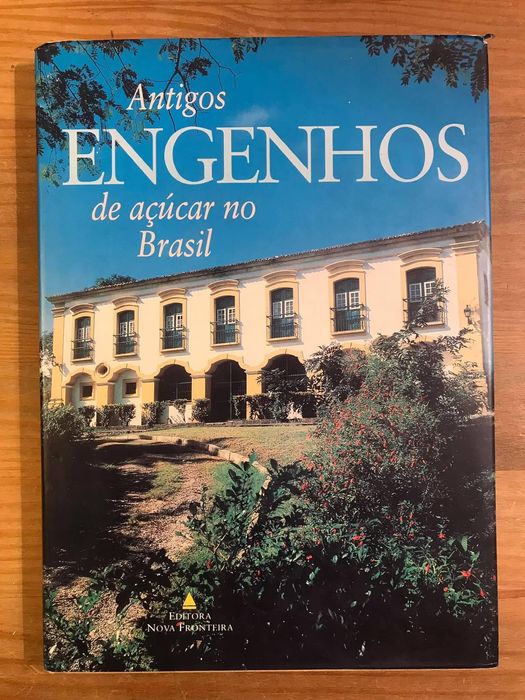 Antigos
ENGENHOS
de açúcar no
Brasil
EDITORA
NOVA FRONTEIRA